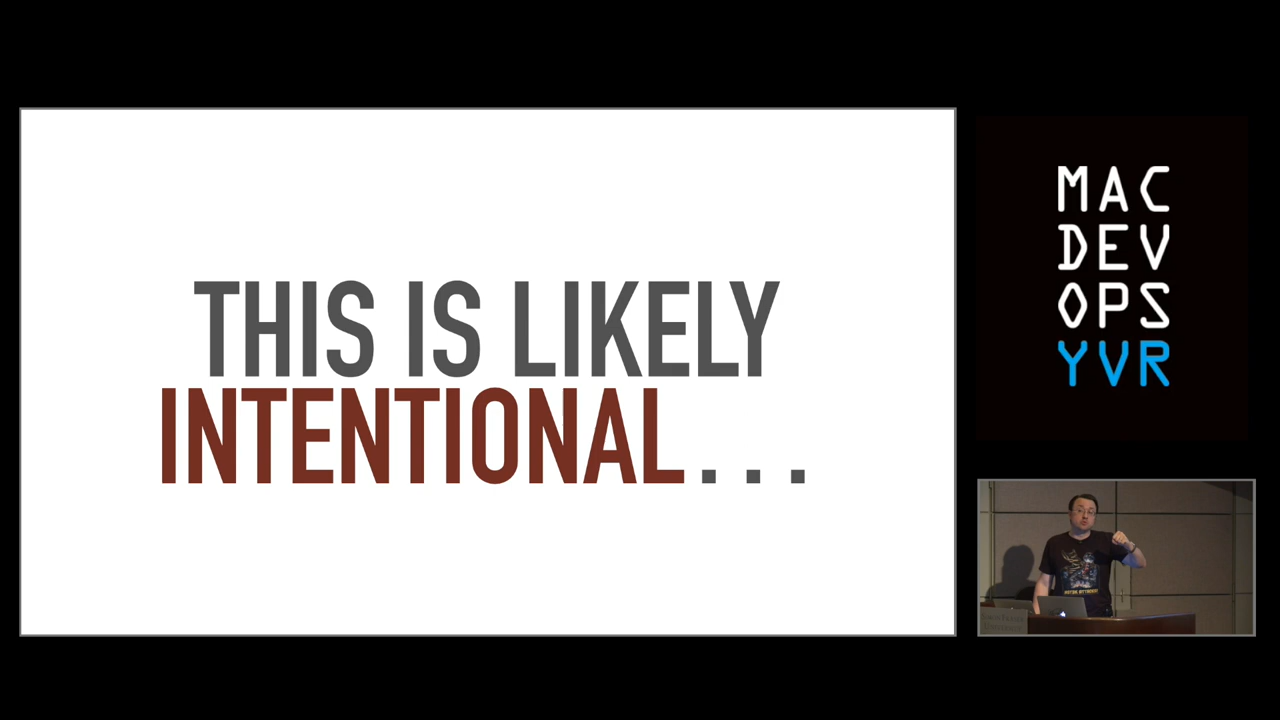 THIS IS LIKELY
INTENTIONAL...
MAC
DEV
OPS
YVR